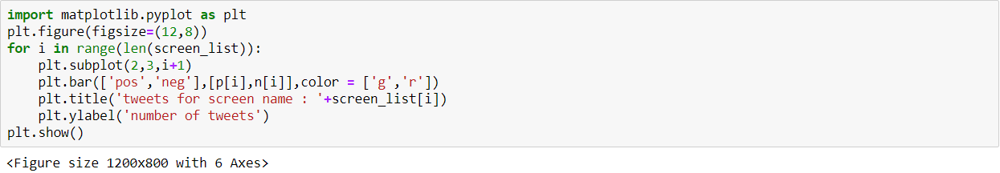 import matplotlib.pyplot as plt
plt.figure(figsize=(12,8))
for i in range(len(screen_list)):
    plt.subplot(2,3,i+1)
    plt.bar(['pos','neg'],[p[i],n[i]],color = ['g','r'])
    plt.title('tweets for screen name : '+screen_list[i])
    plt.ylabel('number of tweets')
plt.show()
<Figure size 1200x800 with 6 Axes>